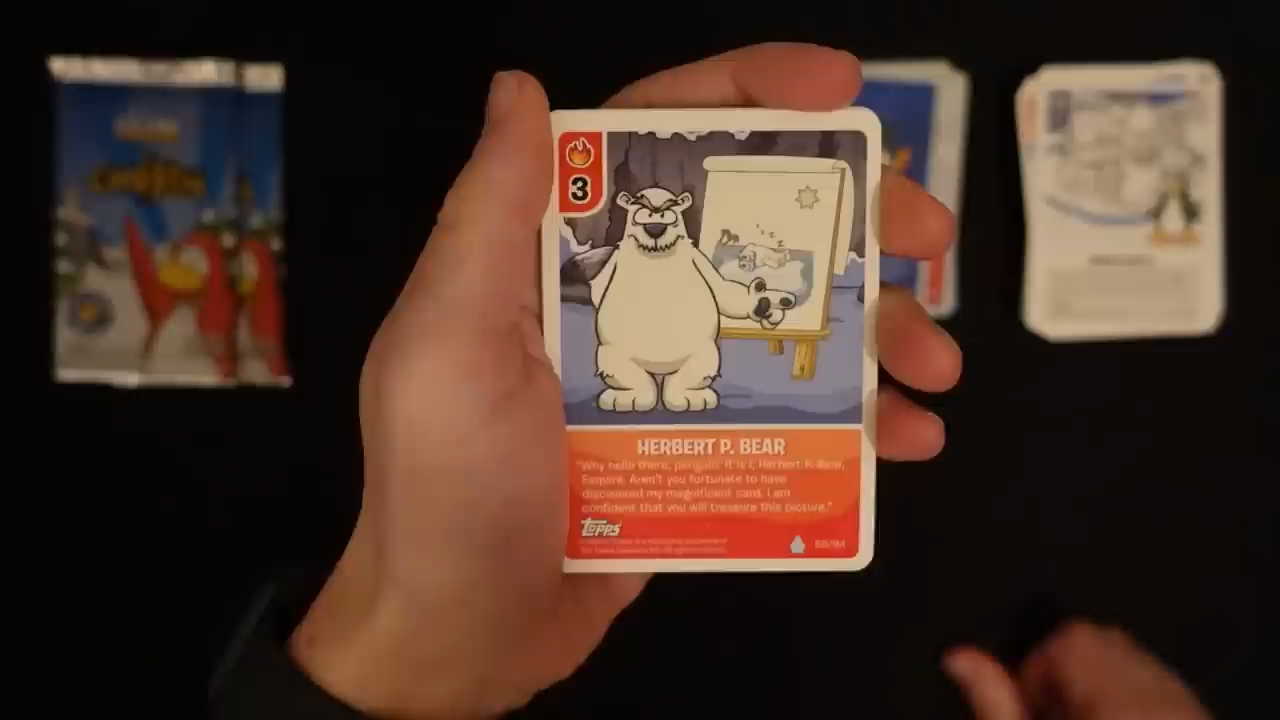 3
HERBERT P. BEAR
"Why hello there, penguin. It is I, Herbert P. Bear,
Esquire. Aren't you fortunate to have
discovered my magnificent card. I am
confident that you will treasure this picture."
Topps